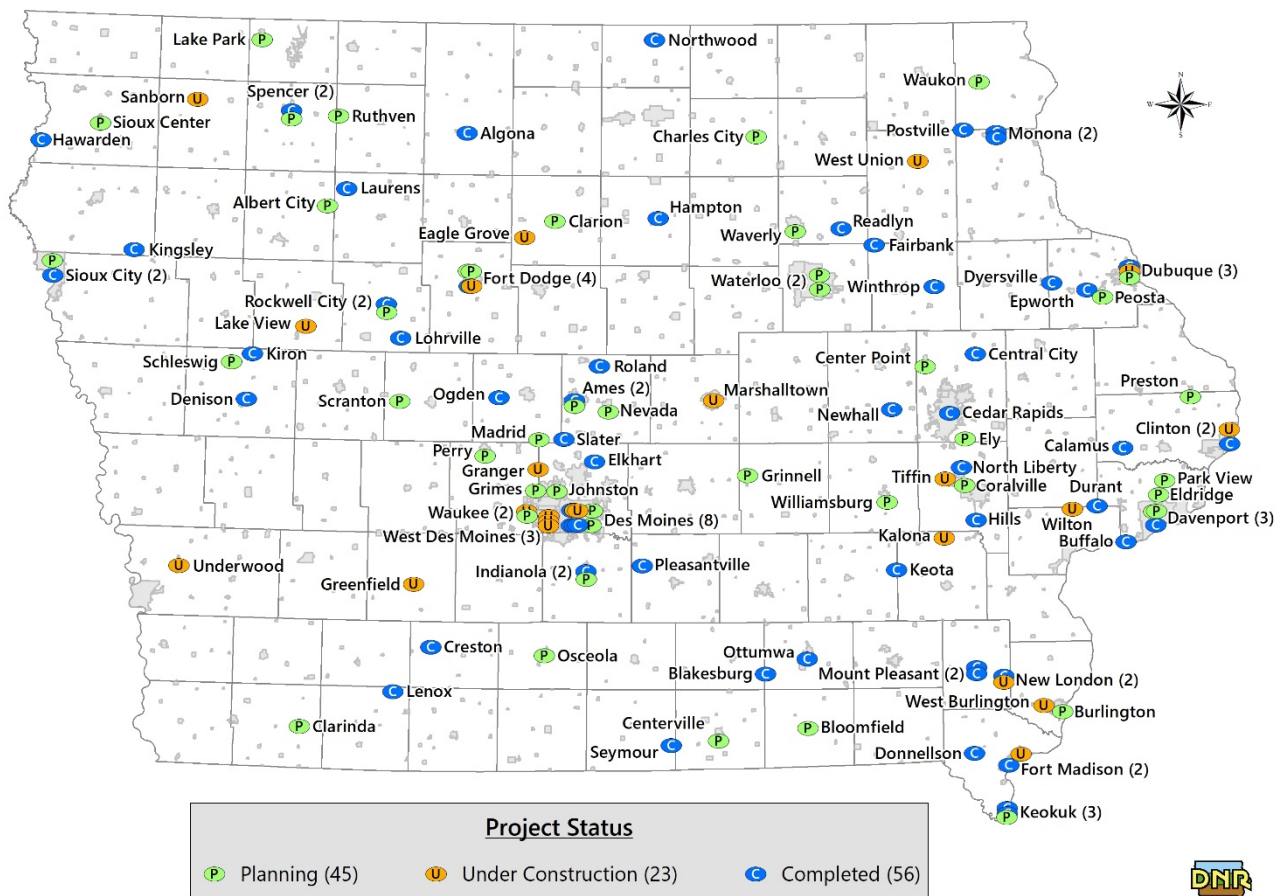 Lake Park
Northwood
Waukon
N
W E
S
Sanborn
Spencer (2)
Ruthven
Sioux Center
Hawarden
Algona
Charles City
Postville
Monona (2)
West Union
Laurens
Albert City
Clarion
Hampton
Eagle Grove
Waverly
Readlyn
Fairbank
Kingsley
Sioux City (2)
Fort Dodge (4)
Waterloo (2)
Winthrop
Dyersville
Dubuque (3)
Epworth
Peosta
Rockwell City (2)
Lake View
Lohrville
Kiron
Schleswig
Roland
Center Point
Central City
Denison
Scranton
Ogden
Ames (2)
Nevada
Marshalltown
Newhall
Cedar Rapids
Preston
Madrid
Slater
Ely
Clinton (2)
Calamus
Perry
Elkhart
Granger
Grinnell
North Liberty
Tiffin
Coralville
Durant
Park View
Eldridge
Grimes
Johnston
Williamsburg
Waukee (2)
Des Moines (8)
West Des Moines (3)
Hills
Wilton
Davenport (3)
Buffalo
Kalona
Underwood
Greenfield
Indianola (2)
Pleasantville
Keota
Creston
Osceola
Ottumwa
Blakesburg
Mount Pleasant (2)
New London (2)
Lenox
West Burlington
Burlington
Clarinda
Centerville
Bloomfield
Seymour
Donnellson
Fort Madison (2)
Keokuk (3)
Project Status
P Planning (45) U Under Construction (23) C Completed (56)
DNR